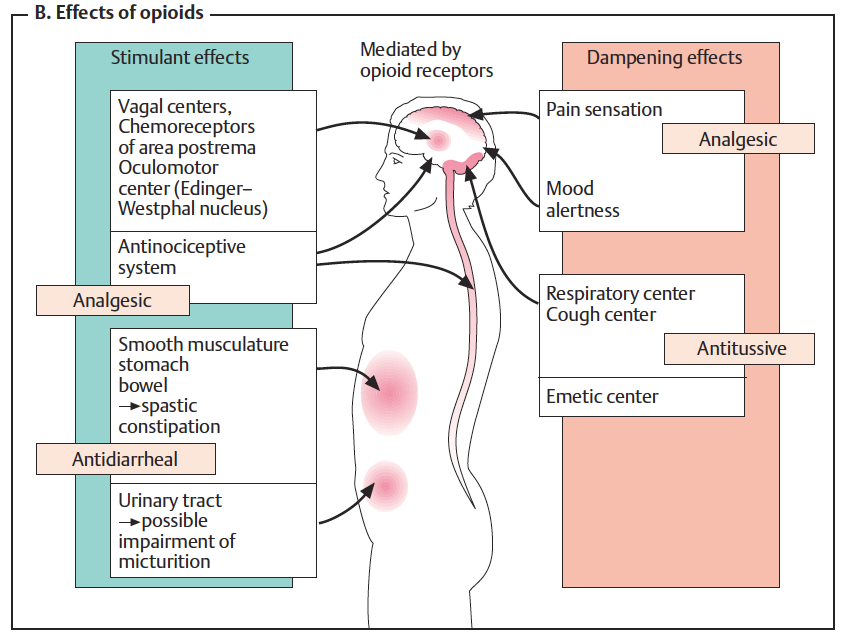 B. Effects of opioids
Stimulant effects
Vagal centers,
Chemoreceptors
of area postrema
Oculomotor
center (Edinger–
Westphal nucleus)
Antinociceptive
system
Analgesic
Smooth musculature
stomach
bowel
→spastic
constipation
Antidiarrheal
Urinary tract
→possible
impairment of
micturition
Mediated by
opioid receptors
Dampening effects
Pain sensation
Analgesic
Mood
alertness
Respiratory center
Cough center
Antitussive
Emetic center